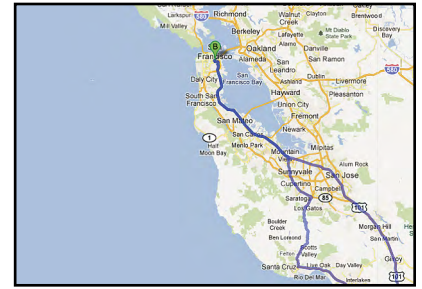 Larkspur
Richmond
Walnut
Creek
Clayton
Brentwood
580
Mill Valley
Berkeley
Lafayette
Mt Diablo
State Park
Discovery
Bay
Alamo
B
Oakland
Danville
Francisco
Alameda
San Ramon
San
Leandro
580
Daly City
San
Francisco Bay
Dublin
Ashland
Livermore
South San
Francisco
Hayward
Pleasanton
Union City
San Mateo
Fremont
1
San Carlos
Newark
Half
Moon Bay
Menlo Park
Mountain
View
Milpitas
Sunnyvale
Alum Rock
Cupertino
San Jose
Campbell
Saratoga
85
Los Gatos
101
Boulder
Creek
Morgan Hill
Ben Lomond
San Martin
Scotts
Valley
Felton
Gilroy
Santa Cruz
Live Oak
Day Valley
Rio Del Mar
Interlaken
101